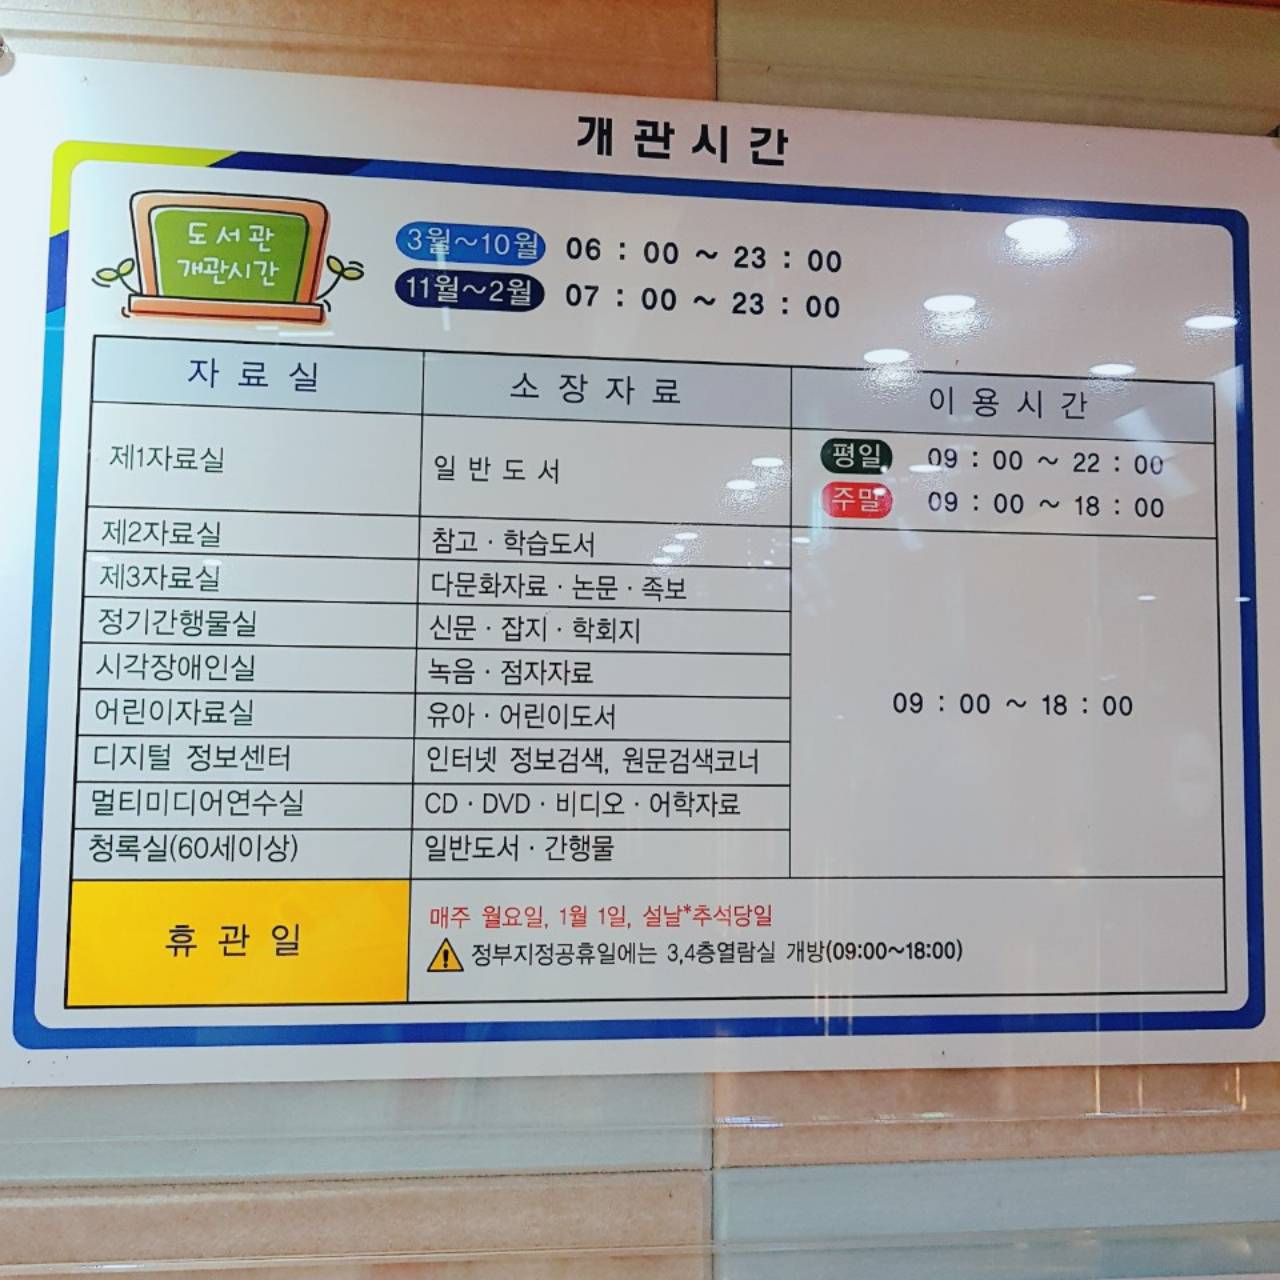 개관시간
도서관
개관시간
3월~10월 06 : 00 ~ 23 : 00
11월~2월 07 : 00 ~ 23 : 00
자료실 소장자료 이용시간
제1자료실 일반도서 평일 09 : 00 ~ 22 : 00
주말 09 : 00 ~ 18 : 00
제2자료실 참고·학습도서
제3자료실 다문화자료·논문·족보
정기간행물실 신문·잡지·학회지
시각장애인실 녹음·점자자료
어린이자료실 유아·어린이도서 09 : 00 ~ 18 : 00
디지털 정보센터 인터넷 정보검색, 원문검색코너
멀티미디어연수실 CD·DVD·비디오·어학자료
청록실(60세이상) 일반도서·간행물
휴관일 매주 월요일, 1월 1일, 설날*추석당일
정부지정공휴일에는 3,4층열람실 개방(09:00~18:00)